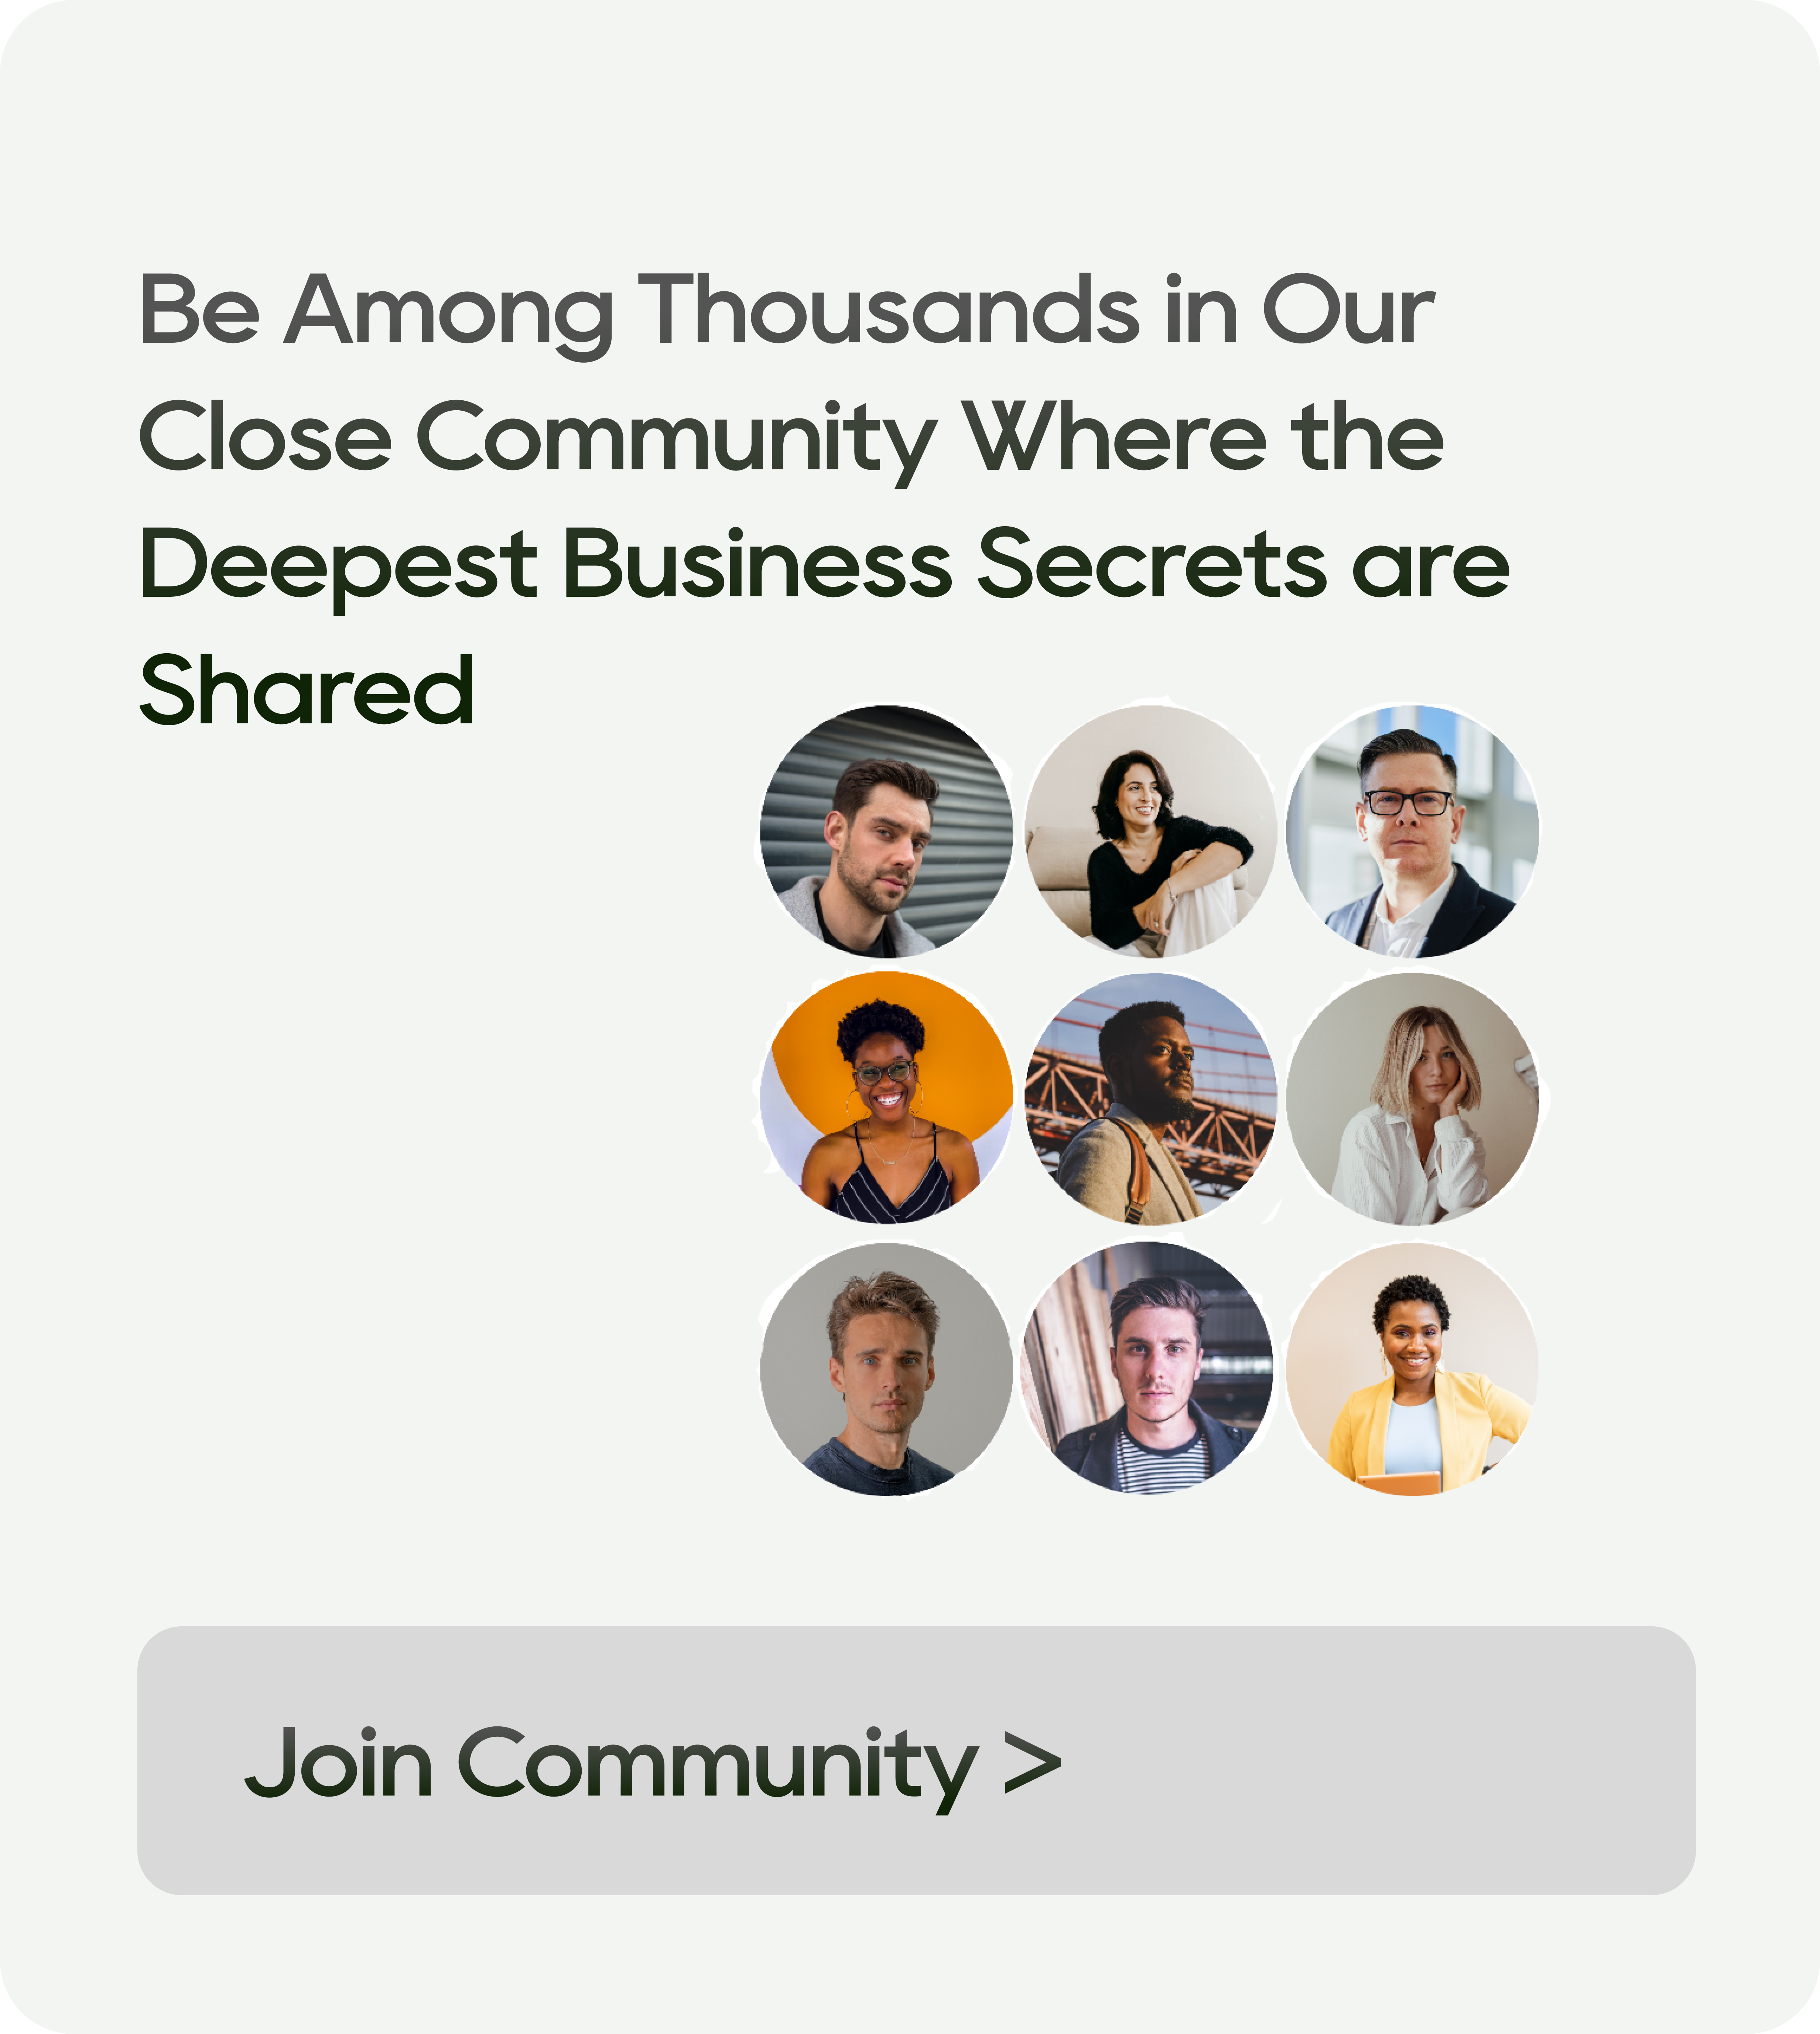 Be Among Thousands in Our
Close Community Where the
Deepest Business Secrets are
Shared
Join Community >